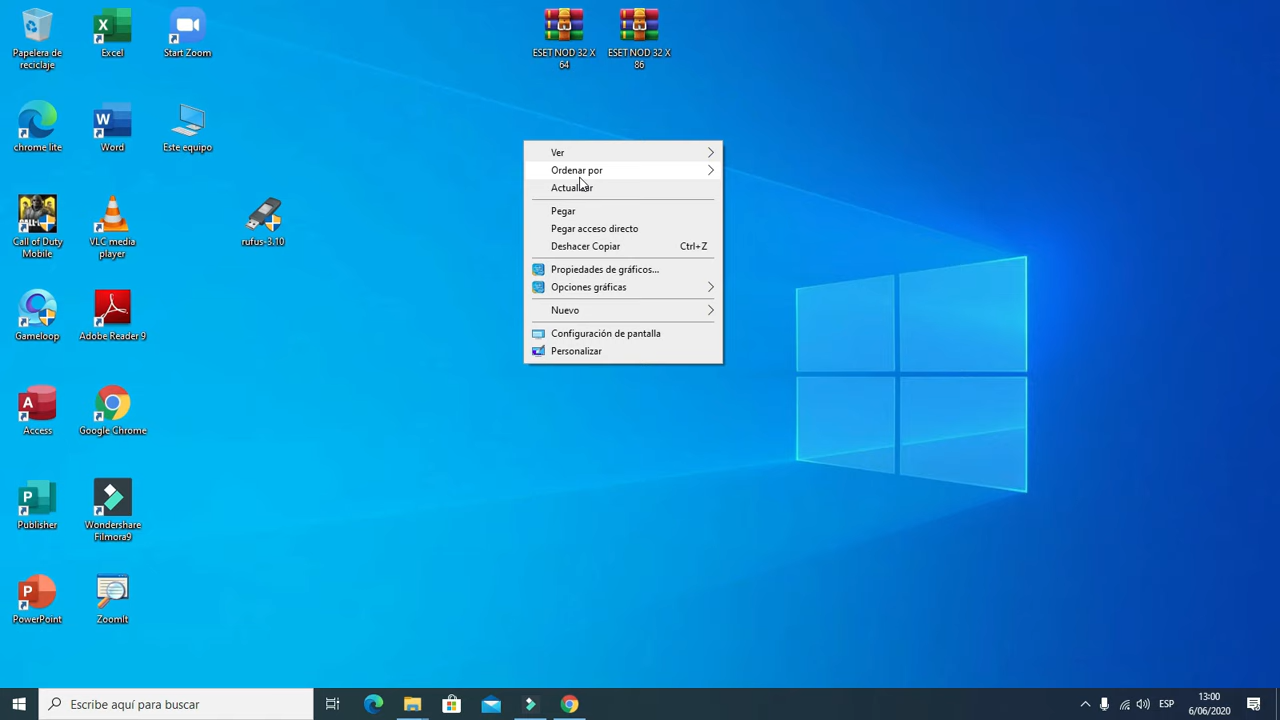 Papelera de
reciclaje
Excel
Start Zoom
ESET NOD 32 X
64
ESET NOD 32 X
86
chrome lite
Word
Este equipo
Call of Duty
Mobile
VLC media
player
rufus-3.10
Gameloop
Adobe Reader 9
Access
Google Chrome
Publisher
Wondershare
Filmora9
PowerPoint
ZoomIt
Ver
Ordenar por
Actualizar
Pegar
Pegar acceso directo
Deshacer Copiar Ctrl+Z
Propiedades de gráficos...
Opciones gráficas
Nuevo
Configuración de pantalla
Personalizar
Escribe aquí para buscar
ESP
13:00
6/06/2020